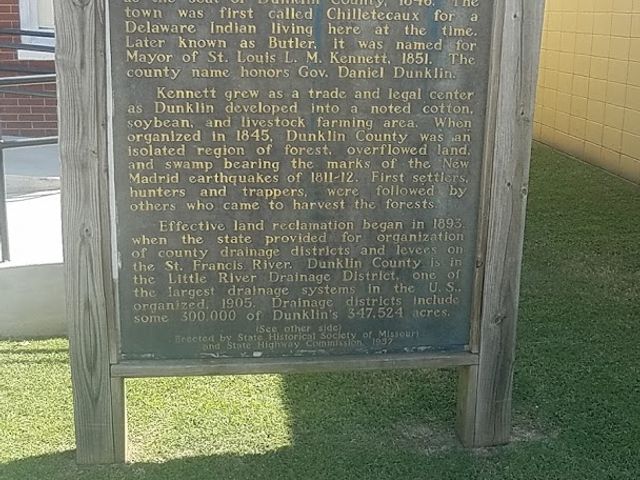 as the seat of Dunklin County, 1846. The
town was first called Chilletecaux for a
Delaware Indian living here at the time.
Later known as Butler, it was named for
Mayor of St. Louis L. M. Kennett, 1851. The
county name honors Gov. Daniel Dunklin.
Kennett grew as a trade and legal center
as Dunklin developed into a noted cotton,
soybean, and livestock farming area. When
organized in 1845, Dunklin County was an
isolated region of forest, overflowed land,
and swamp bearing the marks of the New
Madrid earthquakes of 1811-12. First settlers,
hunters and trappers, were followed by
others who came to harvest the forests.
Effective land reclamation began in 1893,
when the state provided for organization
of county drainage districts and levees on
the St. Francis River. Dunklin County is in
the Little River Drainage District, one of
the largest drainage systems in the U. S.,
organized, 1905. Drainage districts include
some 300,000 of Dunklin's 347,524 acres.
(See other side)
Erected by State Historical Society of Missouri
and State Highway Commission, 1957